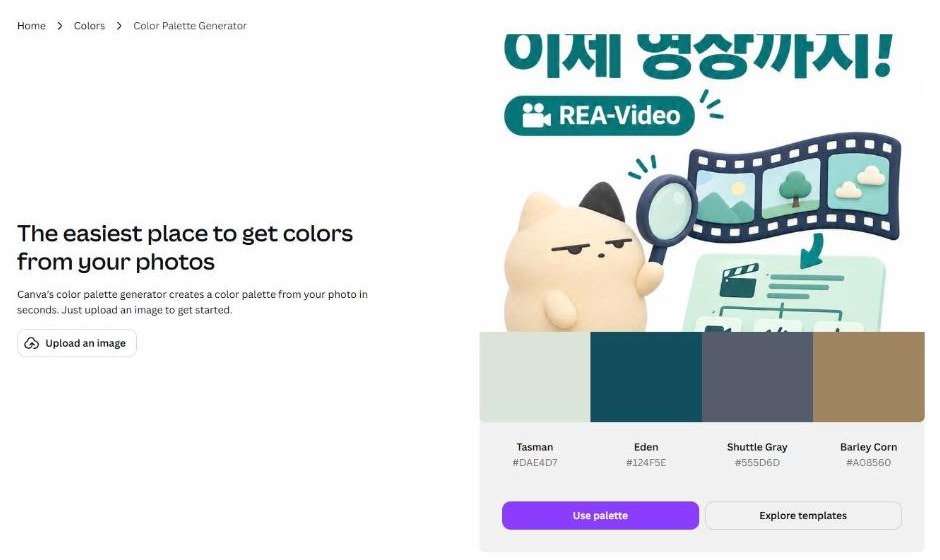 Home > Colors > Color Palette Generator
이제 영상까지!
REA-Video
The easiest place to get colors
from your photos
Canva's color palette generator creates a color palette from your photo in
seconds. Just upload an image to get started.
Upload an image
Tasman
#DAE4D7
Eden
#124F5E
Shuttle Gray
#555D6D
Barley Corn
#A08560
Use palette
Explore templates